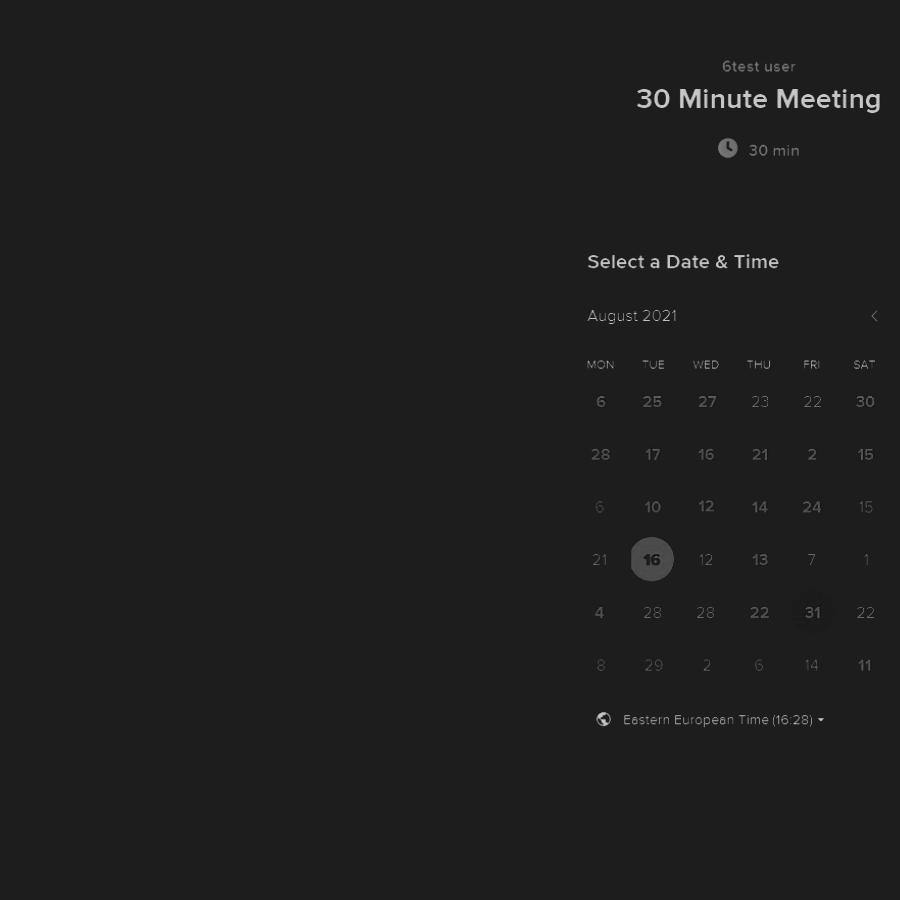 6test user
30 Minute Meeting
30 min
Select a Date & Time
August 2021
MON TUE WED THU FRI SAT
6 25 27 23 22 30
28 17 16 21 2 15
6 10 12 14 24 15
21 16 12 13 7 1
4 28 28 22 31 22
8 29 2 6 14 11
Eastern European Time (16:28)